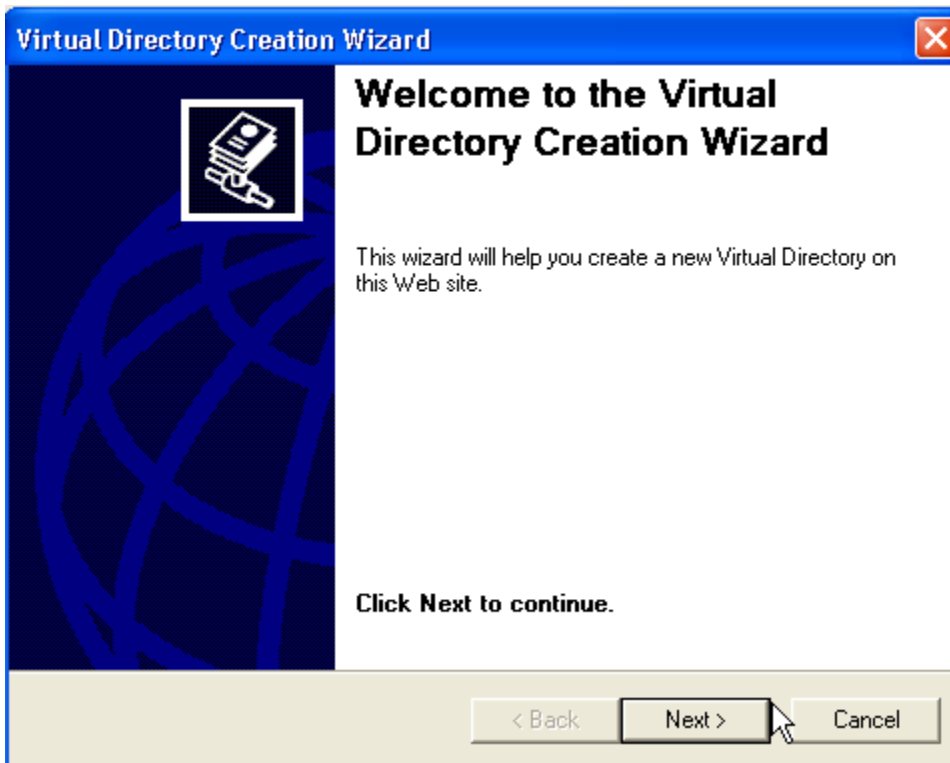 Virtual Directory Creation Wizard
Welcome to the Virtual
Directory Creation Wizard
This wizard will help you create a new Virtual Directory on
this Web site.
Click Next to continue.
< Back
Next >
Cancel